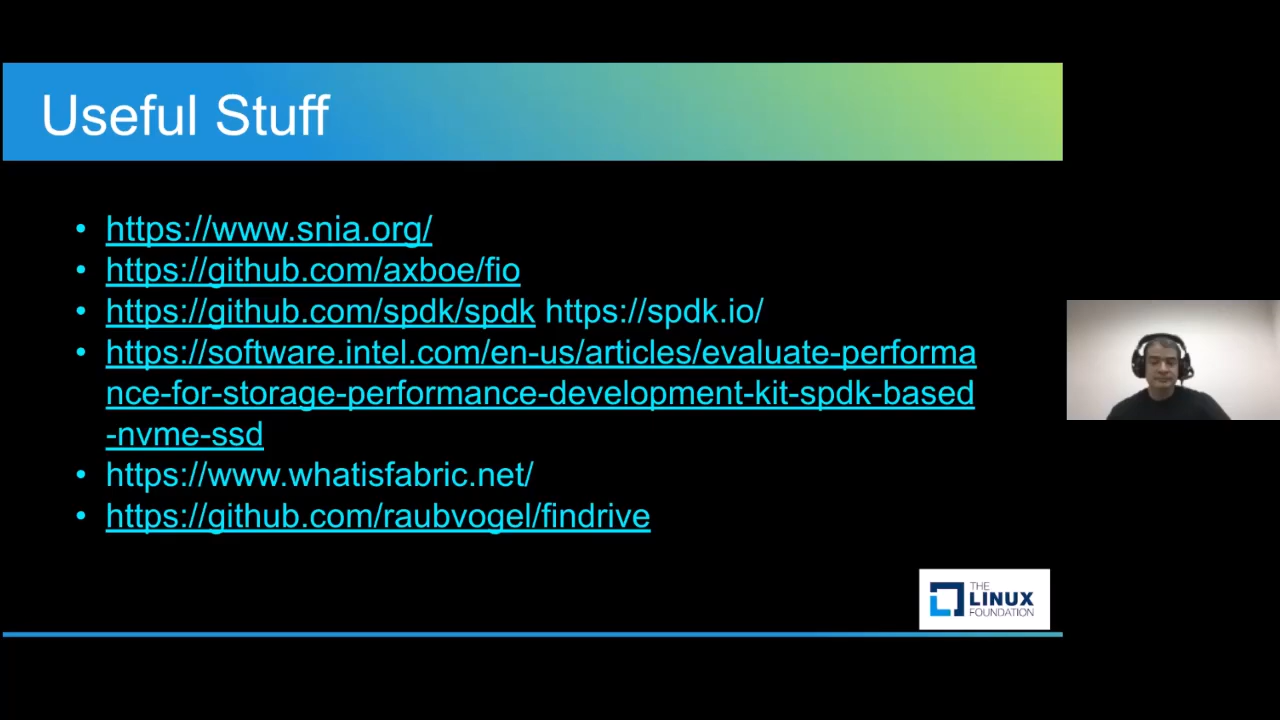 Useful Stuff
• https://www.snia.org/
• https://github.com/axboe/fio
• https://github.com/spdk/spdk https://spdk.io/
• https://software.intel.com/en-us/articles/evaluate-performa
nce-for-storage-performance-development-kit-spdk-based
-nvme-ssd
• https://www.whatisfabric.net/
• https://github.com/raubvogel/findrive
THE
LINUX
FOUNDATION